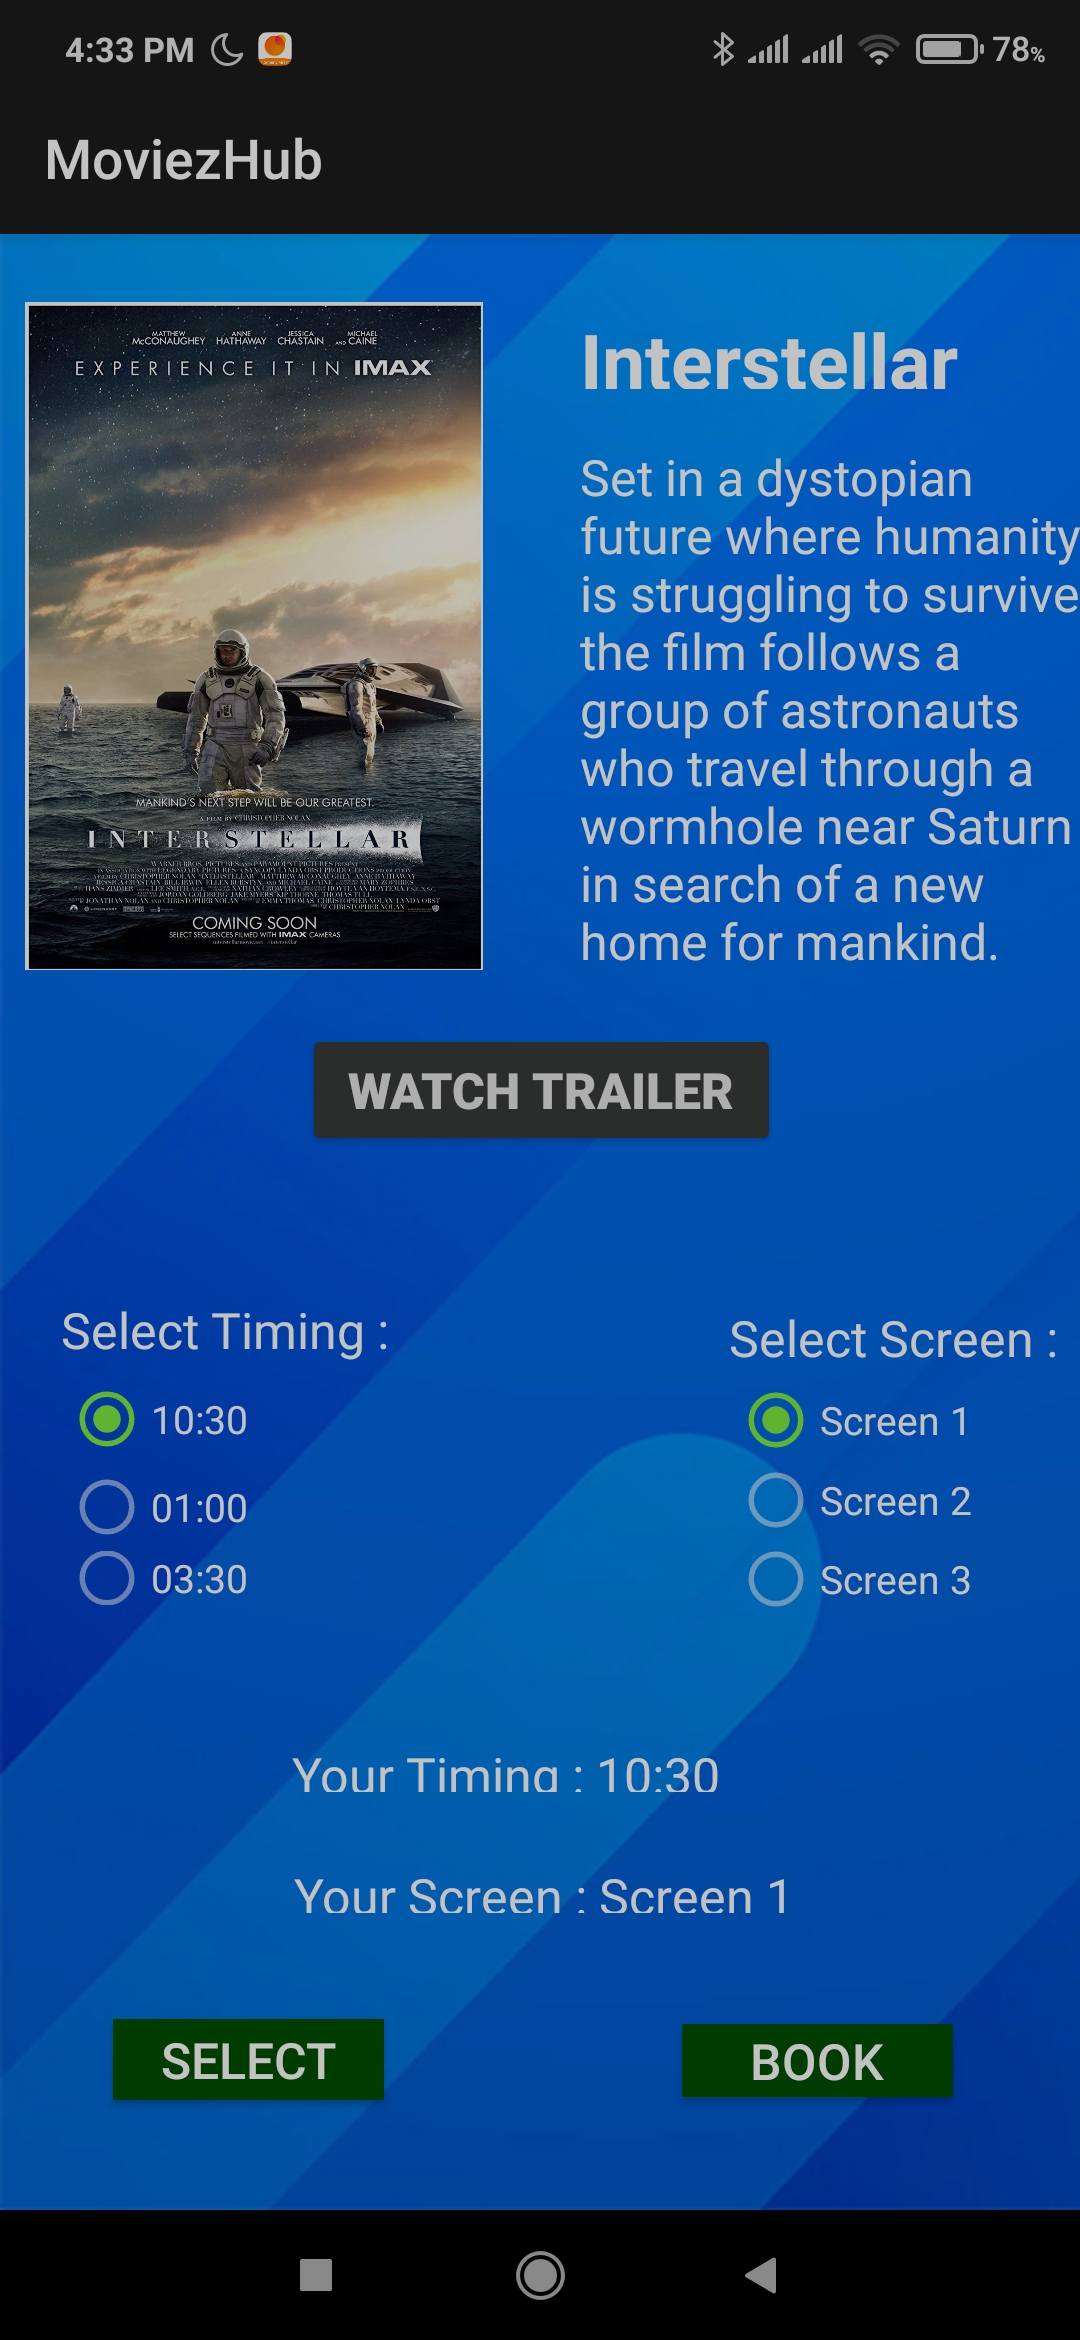 4:33 PM
78%
MoviezHub
MATTHEW McCONAUGHEY ANNE HATHAWAY JESSICA CHASTAIN AND MICHAEL CAINE
EXPERIENCE IT IN IMAX
MANKIND'S NEXT STEP WILL BE OUR GREATEST.
A FILM BY CHRISTOPHER NOLAN
INTERSTELLAR
COMING SOON
SELECT SEQUENCES FILMED WITH IMAX CAMERAS
Interstellar
Set in a dystopian
future where humanity
is struggling to survive
the film follows a
group of astronauts
who travel through a
wormhole near Saturn
in search of a new
home for mankind.
WATCH TRAILER
Select Timing :
10:30
01:00
03:30
Select Screen :
Screen 1
Screen 2
Screen 3
Your Timing : 10:30
Your Screen : Screen 1
SELECT
BOOK